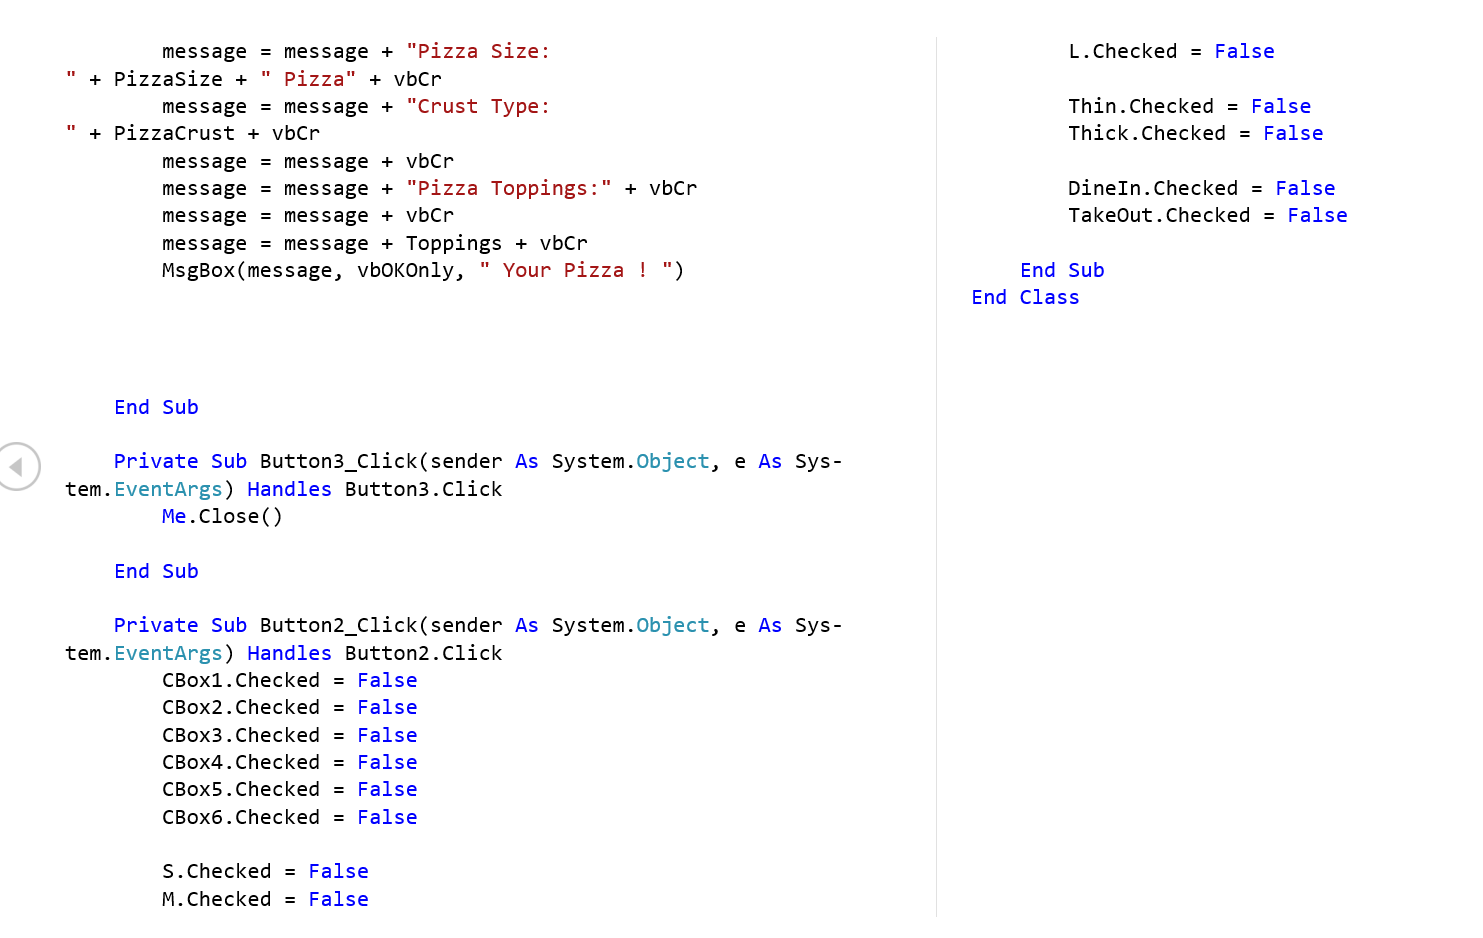 message = message + "Pizza Size:
" + PizzaSize + " Pizza" + vbCr
message = message + "Crust Type:
" + PizzaCrust + vbCr
message = message + vbCr
message = message + "Pizza Toppings:" + vbCr
message = message + vbCr
message = message + Toppings + vbCr
MsgBox(message, vbOKOnly, " Your Pizza ! ")
End Sub
Private Sub Button3_Click(sender As System.Object, e As Sys-
tem.EventArgs) Handles Button3.Click
Me.Close()
End Sub
Private Sub Button2_Click(sender As System.Object, e As Sys-
tem.EventArgs) Handles Button2.Click
CBox1.Checked = False
CBox2.Checked = False
CBox3.Checked = False
CBox4.Checked = False
CBox5.Checked = False
CBox6.Checked = False
S.Checked = False
M.Checked = False
L.Checked = False
Thin.Checked = False
Thick.Checked = False
DineIn.Checked = False
TakeOut.Checked = False
End Sub
End Class